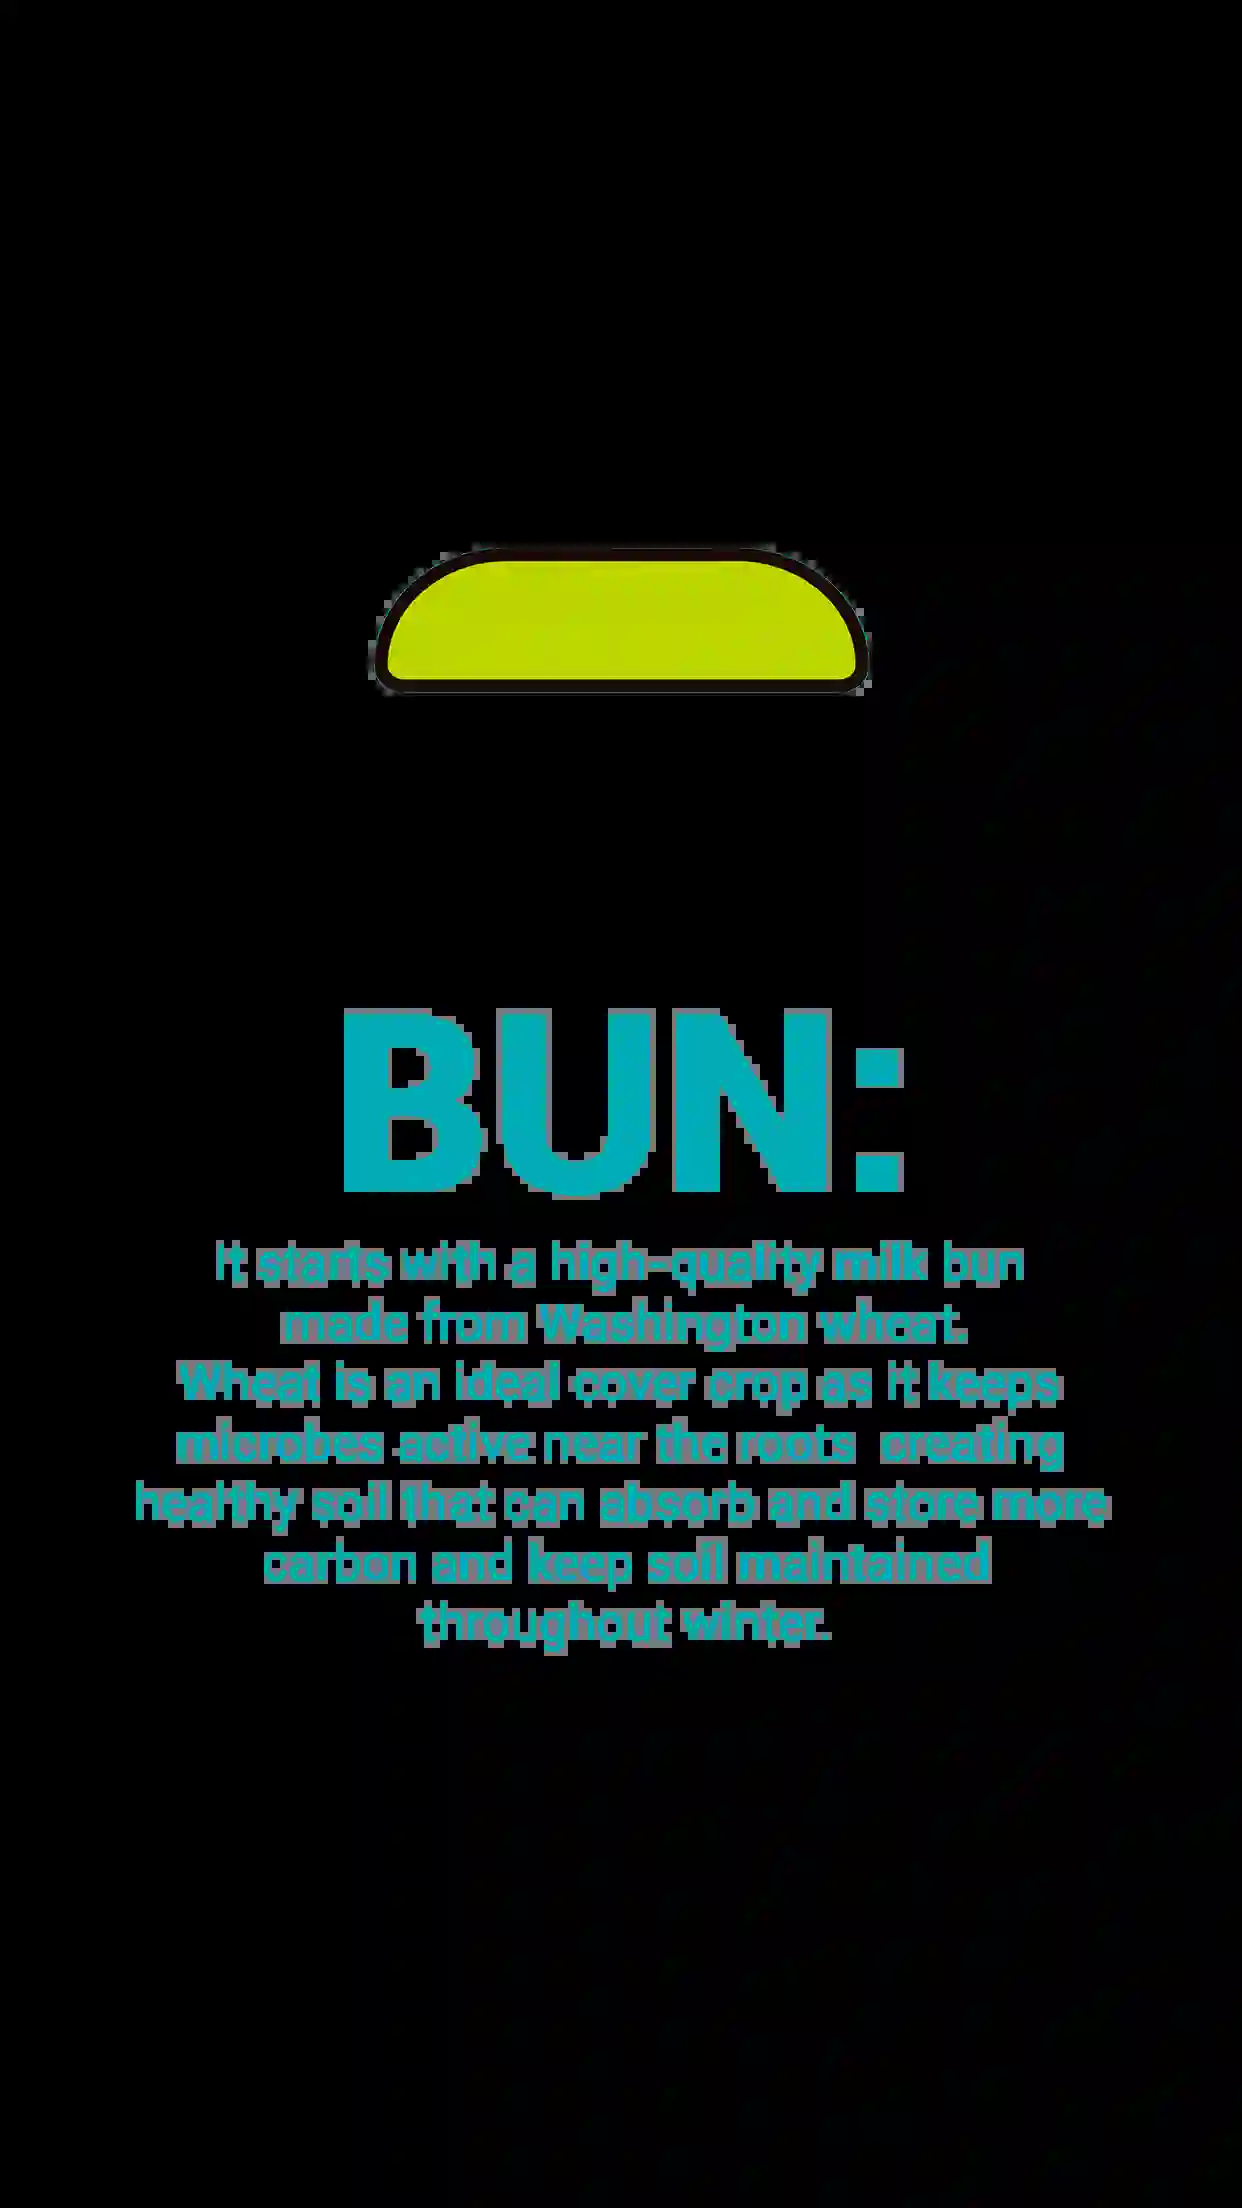 BUN:
It starts with a high-quality milk bun
made from Washington wheat.
Wheat is an ideal cover crop as it keeps
microbes active near the roots creating
healthy soil that can absorb and store more
carbon and keep soil maintained
throughout winter.